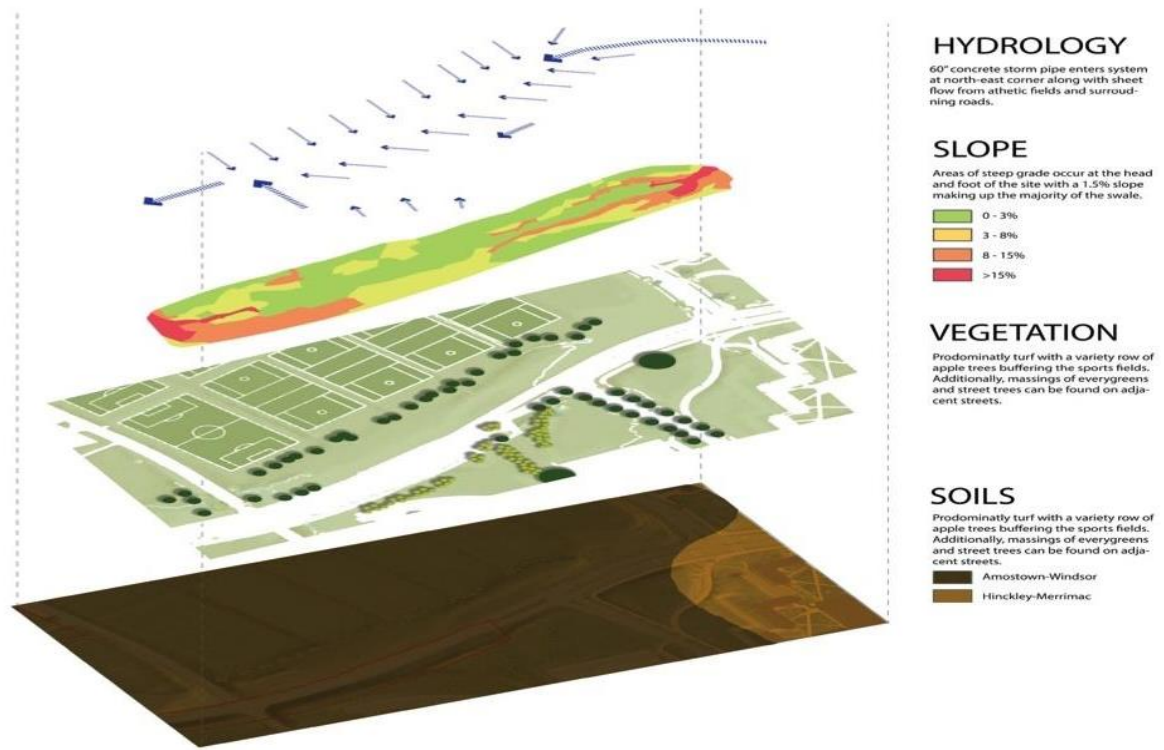 HYDROLOGY
60" concrete storm pipe enters system
at north-east corner along with sheet
flow from athetic fields and surroud-
ning roads.
SLOPE
Areas of steep grade occur at the head
and foot of the site with a 1.5% slope
making up the majority of the swale.
0 - 3%
3 - 8%
8 - 15%
>15%
VEGETATION
Prodominatly turf with a variety row of
apple trees buffering the sports fields.
Additionally, massings of everygreens
and street trees can be found on adja-
cent streets.
SOILS
Prodominatly turf with a variety row of
apple trees buffering the sports fields.
Additionally, massings of everygreens
and street trees can be found on adja-
cent streets.
Amostown-Windsor
Hinckley-Merrimac